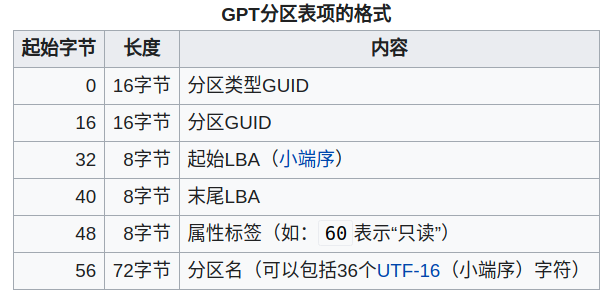 GPT分区表项的格式
起始字节 长度 内容
0 16字节 分区类型GUID
16 16字节 分区GUID
32 8字节 起始LBA（小端序）
40 8字节 末尾LBA
48 8字节 属性标签（如：60表示“只读”）
56 72字节 分区名（可以包括36个UTF-16（小端序）字符）